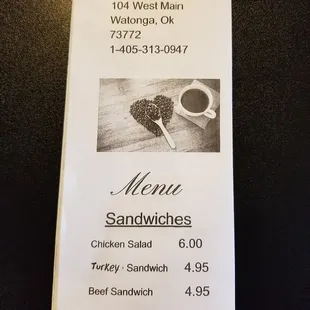 104 West Main
Watonga, Ok
73772
1-405-313-0947
Menu
Sandwiches
Chicken Salad 6.00
Turkey - Sandwich 4.95
Beef Sandwich 4.95